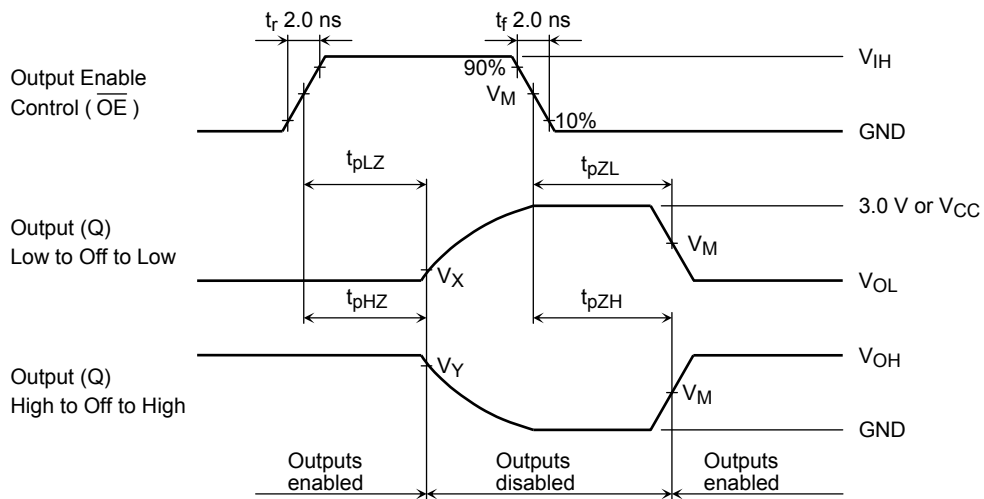 tr 2.0 ns
tf 2.0 ns
Output Enable
Control ( OE )
90%
VM
10%
VIH
GND
tpLZ
tpZL
Output (Q)
Low to Off to Low
3.0 V or VCC
VM
VX
VOL
tpHZ
tpZH
Output (Q)
High to Off to High
VY
VOH
VM
GND
Outputs
enabled
Outputs
disabled
Outputs
enabled